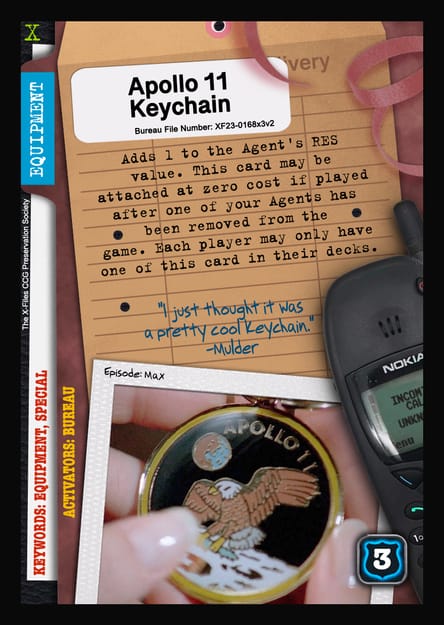 X
EQUIPMENT
The X-Files CCG Preservation Society
KEYWORDS: EQUIPMENT, SPECIAL
ACTIVATORS: BUREAU
ivery
Apollo 11
Keychain
Bureau File Number: XF23-0168x3v2
Adds 1 to the Agent's RES
value. This card may be
attached at zero cost if played
after one of your Agents has
been removed from the
game. Each player may only have
one of this card in their decks.
"I just thought it was
a pretty cool keychain."
-Mulder
Episode: Max
APOLLO 11
NOKIA
INCOM
CAL
UNKN
enu
3